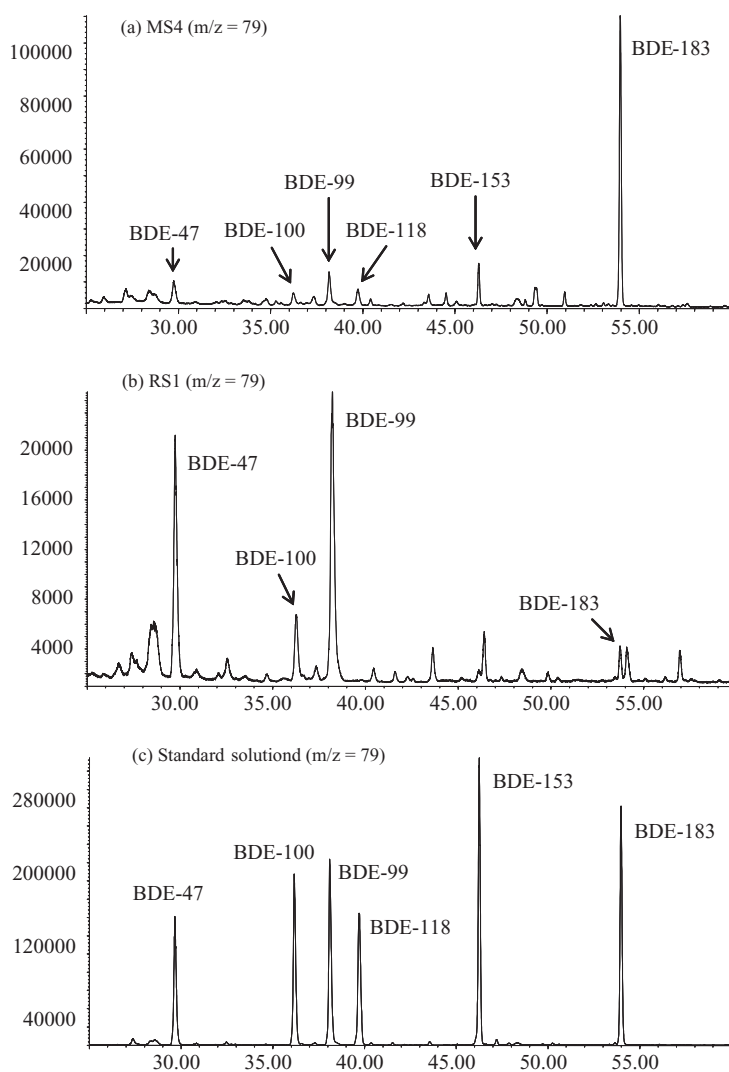 (a) MS4 (m/z = 79)
100000
80000
60000
40000
20000
BDE-183
BDE-99
BDE-153
BDE-47
BDE-100
BDE-118
30.00 35.00 40.00 45.00 50.00 55.00
(b) RS1 (m/z = 79)
20000
16000
12000
8000
4000
BDE-99
BDE-47
BDE-100
BDE-183
30.00 35.00 40.00 45.00 50.00 55.00
(c) Standard solutiond (m/z = 79)
280000
200000
120000
40000
BDE-153
BDE-183
BDE-100
BDE-99
BDE-47
BDE-118
30.00 35.00 40.00 45.00 50.00 55.00